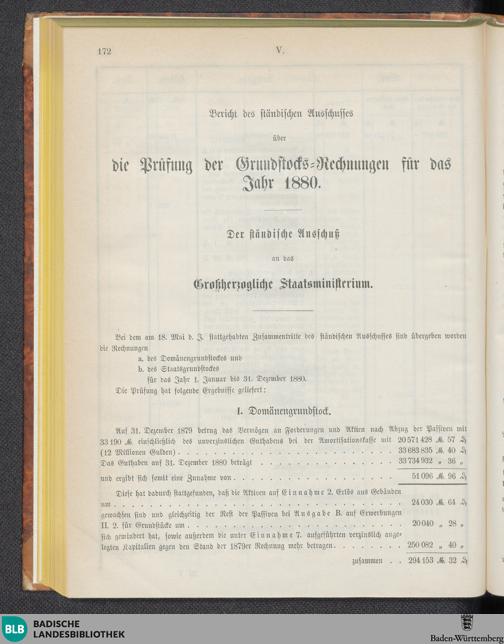 172
V.
Bericht des ständischen Ausschusses
über
die Prüfung der Grundstocks-Rechnungen für das
Jahr 1880.
Der ständische Ausschuß
an das
Großherzogliche Staatsministerium.
Bei dem am 18. Mai d. J. stattgehabten Zusammentritte des ständischen Ausschusses sind übergeben worden
die Rechnungen
a. des Domänengrundstockes und
b. des Staatsgrundstockes
für das Jahr 1. Januar bis 31. Dezember 1880.
Die Prüfung hat folgende Ergebnisse geliefert:
I. Domänengrundstock.
Auf 31. Dezember 1879 betrug das Vermögen an Forderungen und Aktien nach Abzug der Passiven mit
33 190 ℳ einschließlich des unverzinslichen Guthabens bei der Amortisationskasse mit 20 571 428 ℳ 57 ₰
(12 Millionen Gulden) . . . 33 683 835 ℳ 40 ₰
Das Guthaben auf 31. Dezember 1880 beträgt . . . 33 734 932 „ 36 „
und ergibt sich somit eine Zunahme von . . . 51 096 ℳ 96 ₰
Diese hat dadurch stattgefunden, daß die Aktiven auf Einnahme 2. Erlös aus Gebäuden
um . . . 24 030 ℳ 64 ₰
gewachsen sind und gleichzeitig der Rest der Passiven bei Ausgabe B. auf Erwerbungen
II. 2. für Grundstücke um . . . 20 040 „ 28 „
sich gemindert hat, sowie außerdem die unter Einnahme 7. aufgeführten verzinslich ange-
legten Kapitalien gegen den Stand der 1879er Rechnung mehr betragen . . . 250 082 „ 40 „
zusammen . . 294 153 ℳ 32 ₰
BLB
BADISCHE
LANDESBIBLIOTHEK
Baden-Württemberg